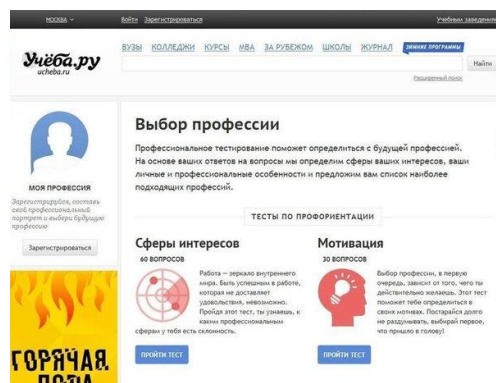 МОСКВА
Войти Зарегистрироваться
Учебным заведениям
Учёба.ру
ucheba.ru
ВУЗЫ КОЛЛЕДЖИ КУРСЫ MBA ЗА РУБЕЖОМ ШКОЛЫ ЖУРНАЛ ЗИМНИЕ ПРОГРАММЫ
Найти
Расширенный поиск
МОЯ ПРОФЕССИЯ
Зарегистрируйся, составь
свой профессиональный
портрет и выбери будущую
профессию
Зарегистрироваться
ГОРЯЧАЯ
ПОРА
Выбор профессии
Профессиональное тестирование поможет определиться с будущей профессией.
На основе ваших ответов на вопросы мы определим сферы ваших интересов, ваши
личные и профессиональные особенности и предложим вам список наиболее
подходящих профессий.
ТЕСТЫ ПО ПРОФОРИЕНТАЦИИ
Сферы интересов
60 ВОПРОСОВ
Работа — зеркало внутреннего
мира. Быть успешным в работе,
которая не доставляет
удовольствия, невозможно.
Пройдя этот тест, ты узнаешь, к
каким профессиональным
сферам у тебя есть склонность.
ПРОЙТИ ТЕСТ
Мотивация
30 ВОПРОСОВ
Выбор профессии, в первую
очередь, зависит от того, чего ты
действительно желаешь. Этот тест
поможет тебе определиться в
своих мотивах. Постарайся долго
не раздумывать, выбирай первое,
что пришло в голову!
ПРОЙТИ ТЕСТ